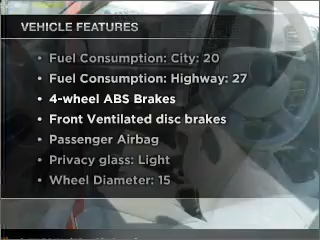 VEHICLE FEATURES
• Fuel Consumption: City: 20
• Fuel Consumption: Highway: 27
• 4-wheel ABS Brakes
• Front Ventilated disc brakes
• Passenger Airbag
• Privacy glass: Light
• Wheel Diameter: 15